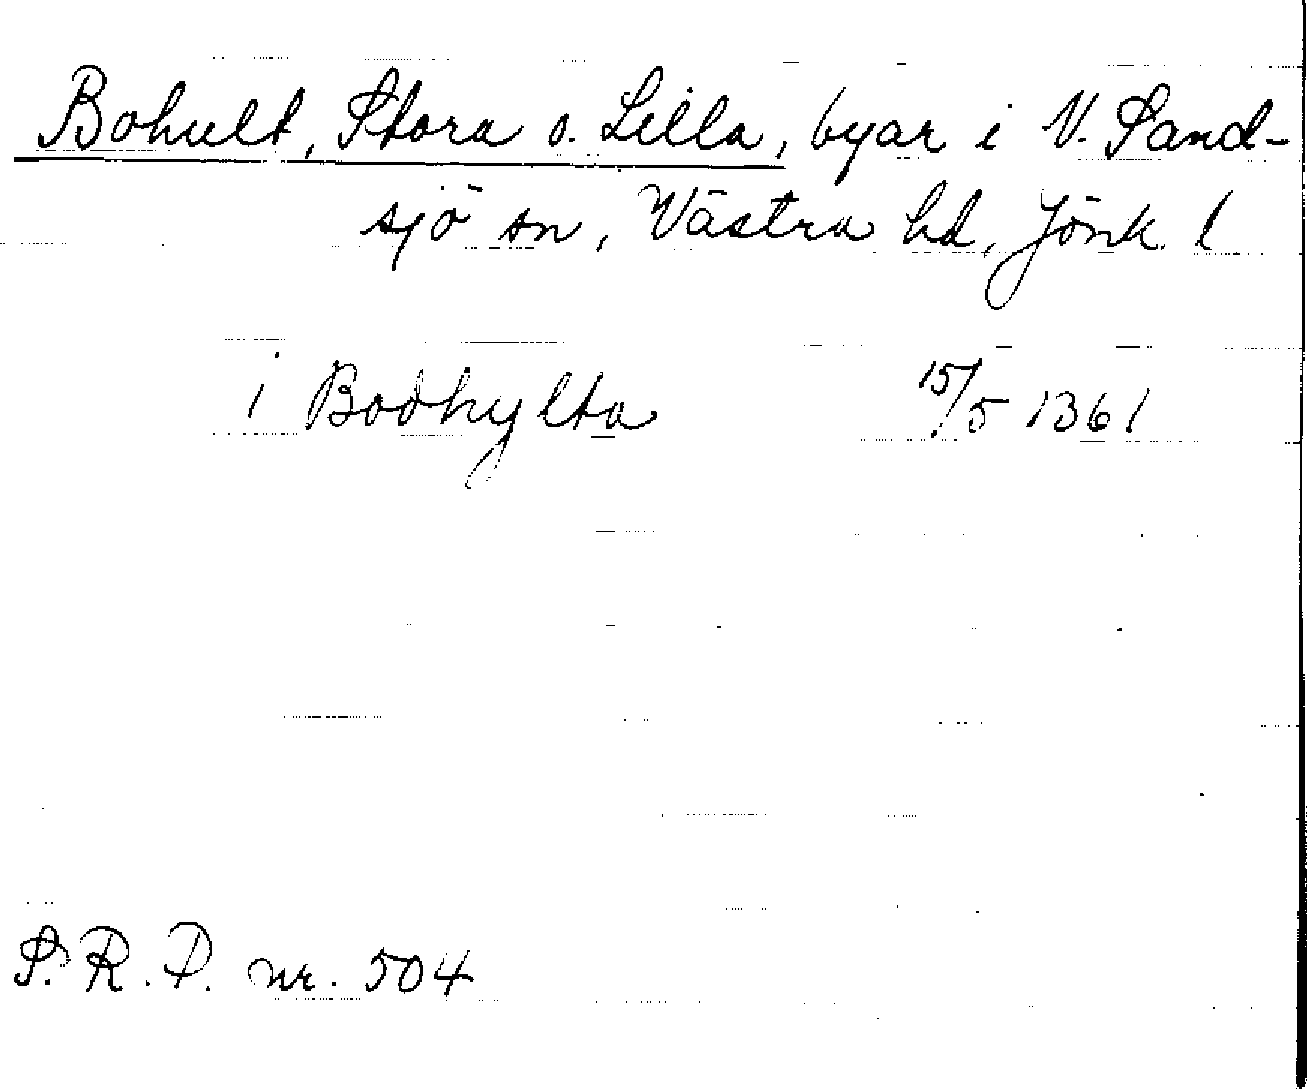 Bohult, Stora o. Lilla, byar i V. Sand-
sjö sn, Västra hd, Jönk. l
i Bodhylta 15/5 1361
S.R.P. nr. 504